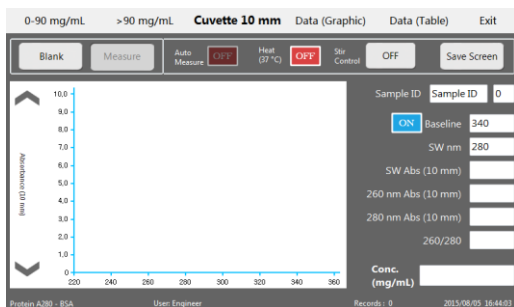 0-90 mg/mL >90 mg/mL Cuvette 10 mm Data (Graphic) Data (Table) Exit
Blank Measure Auto Measure OFF Heat (37 °C) OFF Stir Control OFF Save Screen
Sample ID Sample ID 0
ON Baseline 340
SW nm 280
SW Abs (10 mm)
260 nm Abs (10 mm)
280 nm Abs (10 mm)
260/280
Conc. (mg/mL)
Absorbance (10 mm)
10,0
9,0
8,0
7,0
6,0
5,0
4,0
3,0
2,0
1,0
0
220 240 260 280 300 320 340 360
Protein A280 - BSA User: Engineer Records: 0 2015/08/05 16:44:03